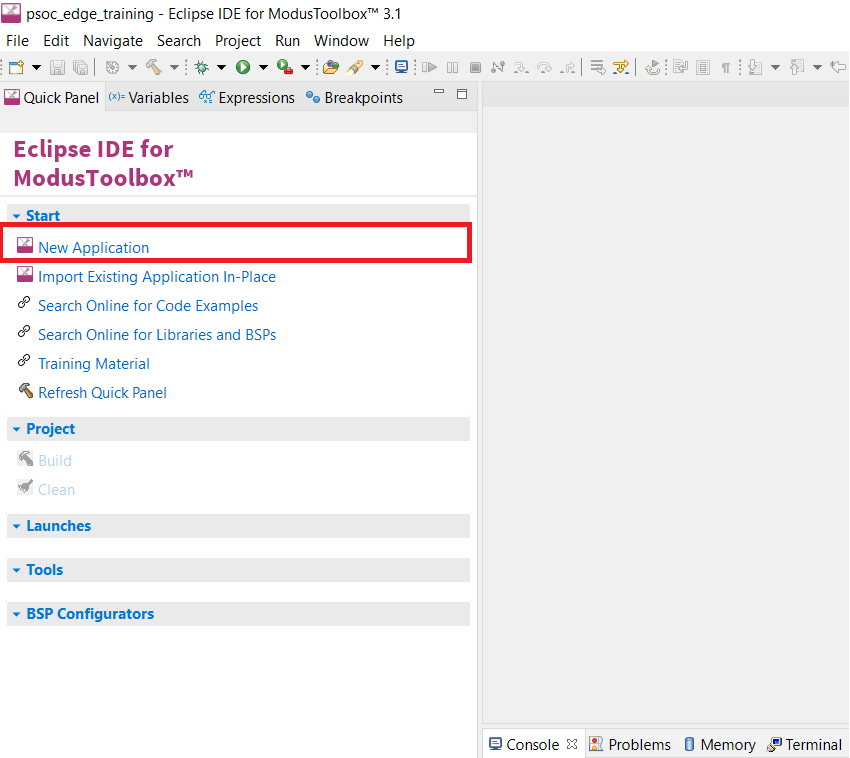 psoc_edge_training - Eclipse IDE for ModusToolbox™ 3.1
File Edit Navigate Search Project Run Window Help
Quick Panel (x)= Variables Expressions Breakpoints
Eclipse IDE for
ModusToolbox™
Start
New Application
Import Existing Application In-Place
Search Online for Code Examples
Search Online for Libraries and BSPs
Training Material
Refresh Quick Panel
Project
Build
Clean
Launches
Tools
BSP Configurators
Console Problems Memory Terminal